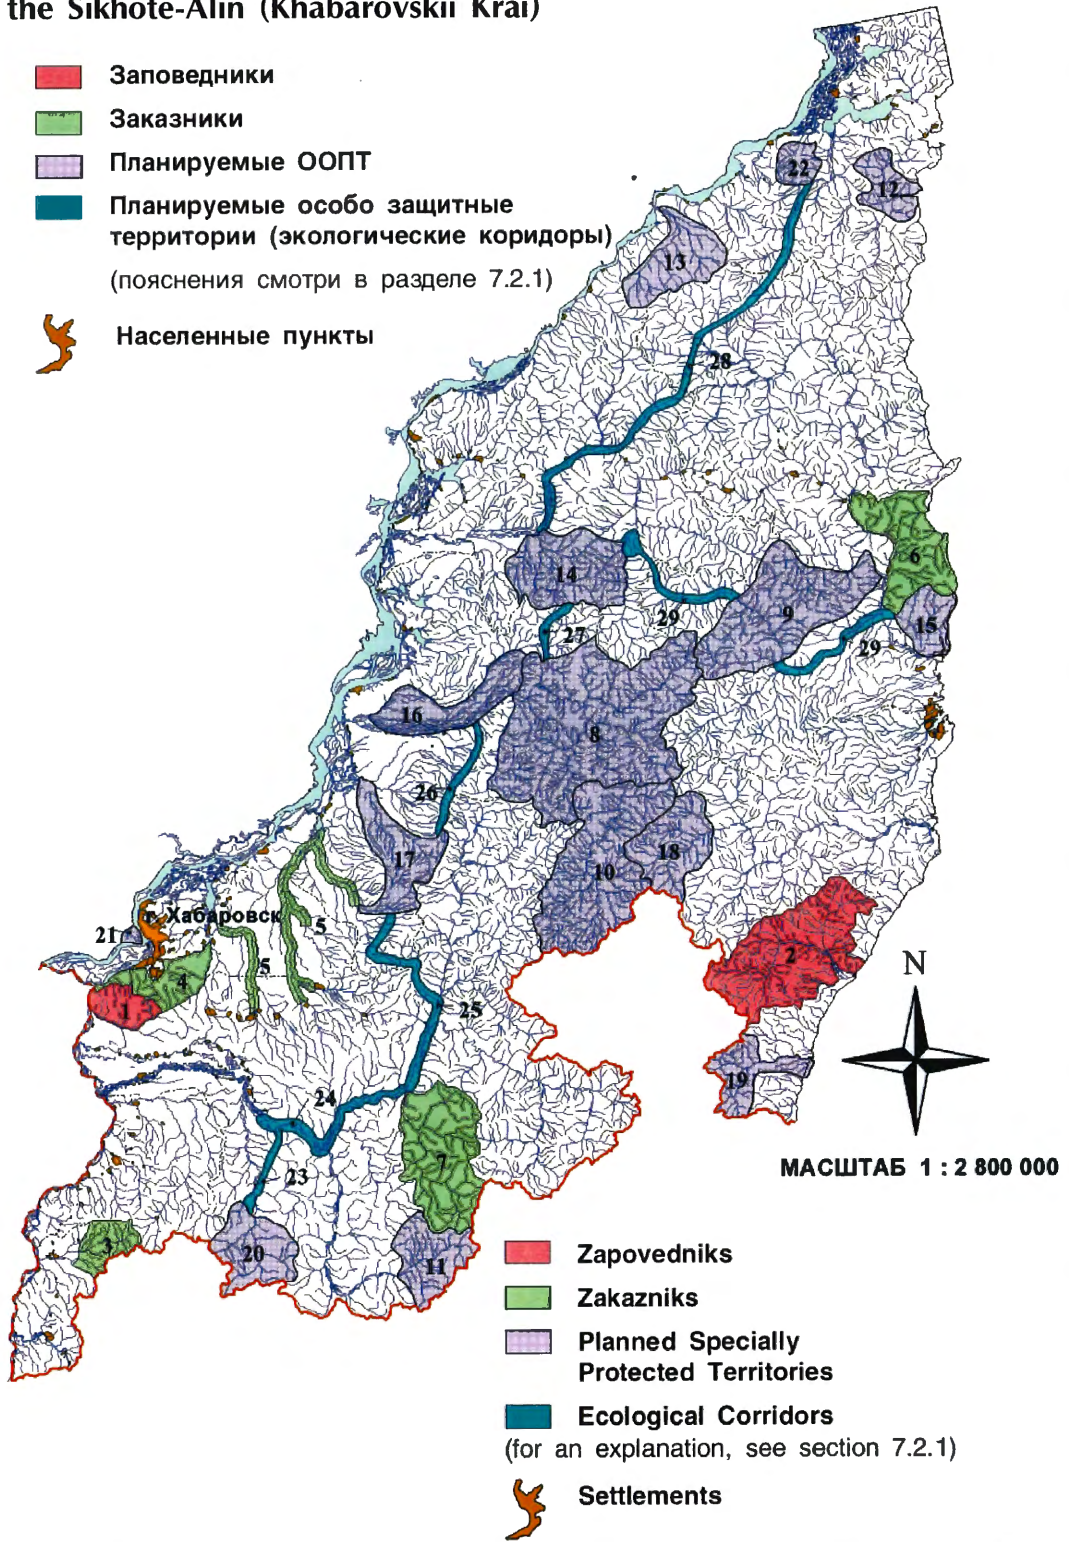 the Sikhote-Alin (Khabarovskii Krai)
Заповедники
Заказники
Планируемые ООПТ
Планируемые особо защитные
территории (экологические коридоры)
(пояснения смотри в разделе 7.2.1)
Населенные пункты
22
12
13
28
14
6
9
29
15
27
29
16
8
26
17
18
10
г. Хабаровск
21
5
4
5
2
1
N
25
19
24
МАСШТАБ 1 : 2 800 000
7
23
3
20
11
Zapovedniks
Zakazniks
Planned Specially
Protected Territories
Ecological Corridors
(for an explanation, see section 7.2.1)
Settlements